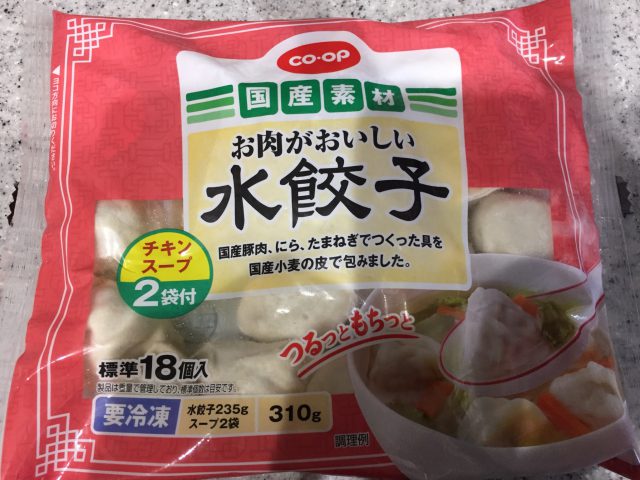 co·op
国産素材
お肉がおいしい
水餃子
国産豚肉、にら、たまねぎでつくった具を
国産小麦の皮で包みました。
チキン
スープ
2袋付
つるっともちっと
標準18個入
製品は重量で管理しており、標準個数は目安です。
要冷凍
水餃子235g
スープ2袋
310g
調理例